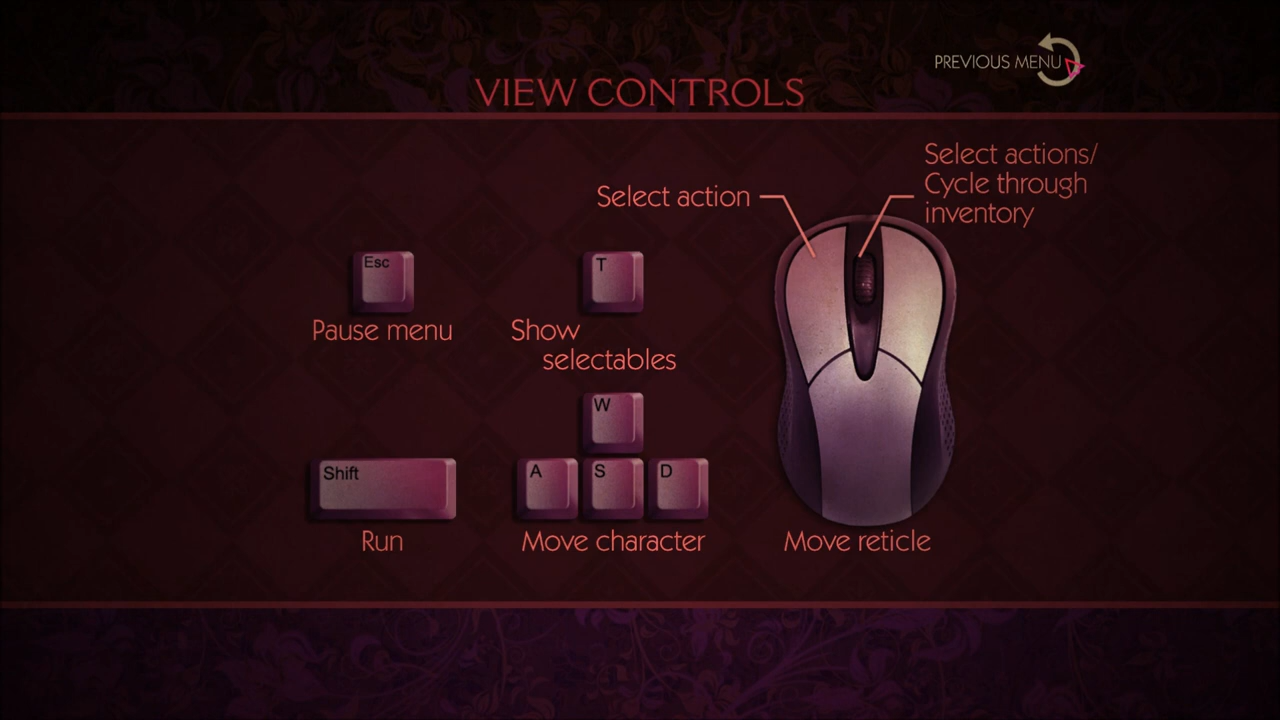 PREVIOUS MENU
VIEW CONTROLS
Select actions/
Cycle through
inventory
Select action
Esc
T
Pause menu
Show
selectables
W
Shift
A
S
D
Run
Move character
Move reticle